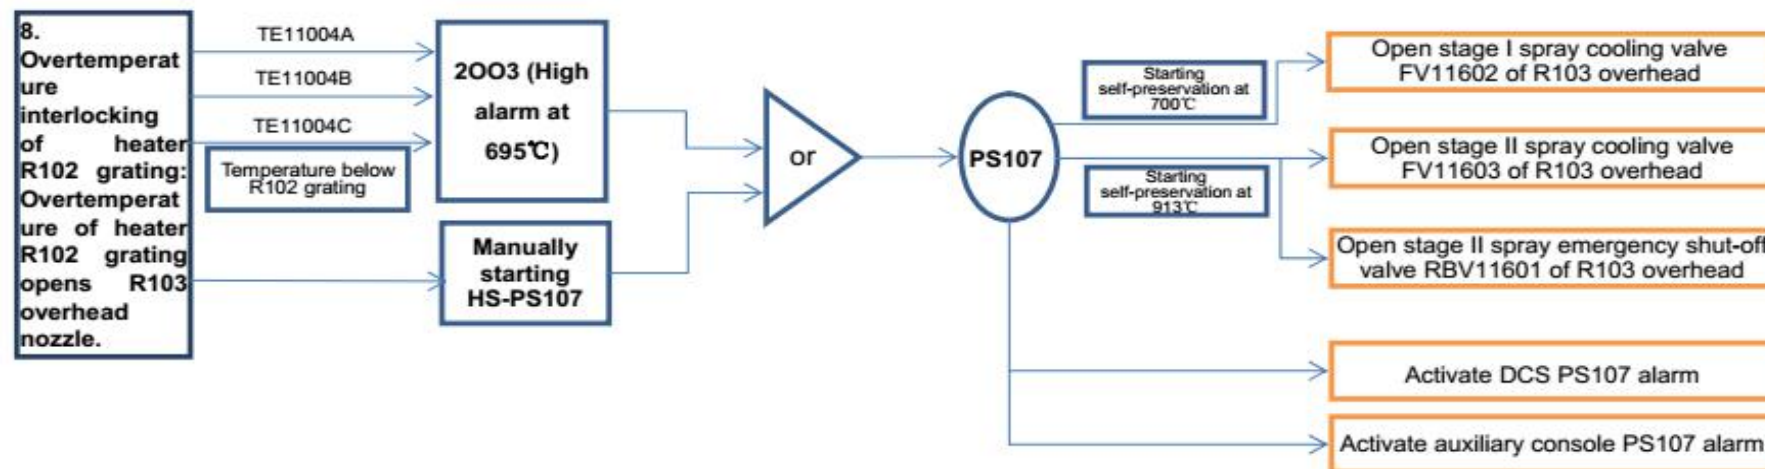 8.
Overtemperat
ure
interlocking
of heater
R102 grating:
Overtemperat
ure of heater
R102 grating
opens R103
overhead
nozzle.
TE11004A
TE11004B
TE11004C
Temperature below
R102 grating
2OO3 (High
alarm at
695℃)
Manually
starting
HS-PS107
or
PS107
Starting
self-preservation at
700℃
Starting
self-preservation at
913℃
Open stage I spray cooling valve
FV11602 of R103 overhead
Open stage II spray cooling valve
FV11603 of R103 overhead
Open stage II spray emergency shut-off
valve RBV11601 of R103 overhead
Activate DCS PS107 alarm
Activate auxiliary console PS107 alarm